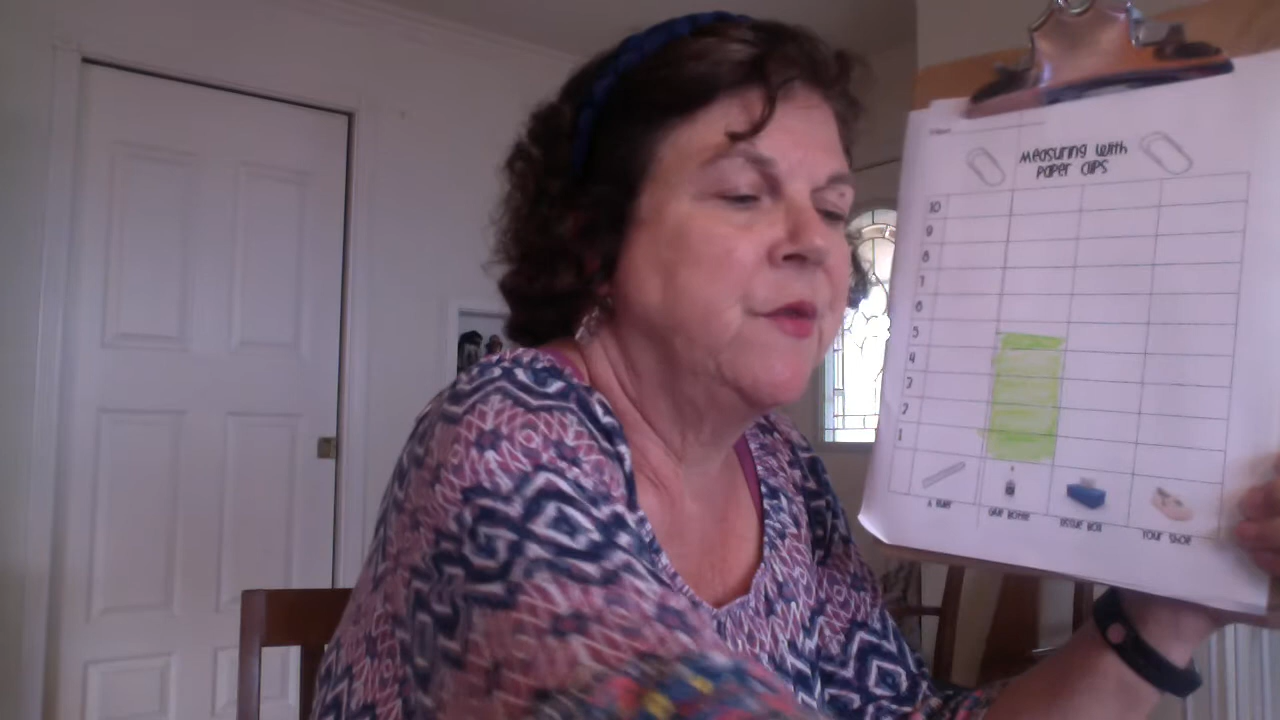 Measuring with
Paper Clips
10
9
8
7
6
5
4
3
2
1
A Ruler
Glue Bottle
Tissue Box
Your Shoe